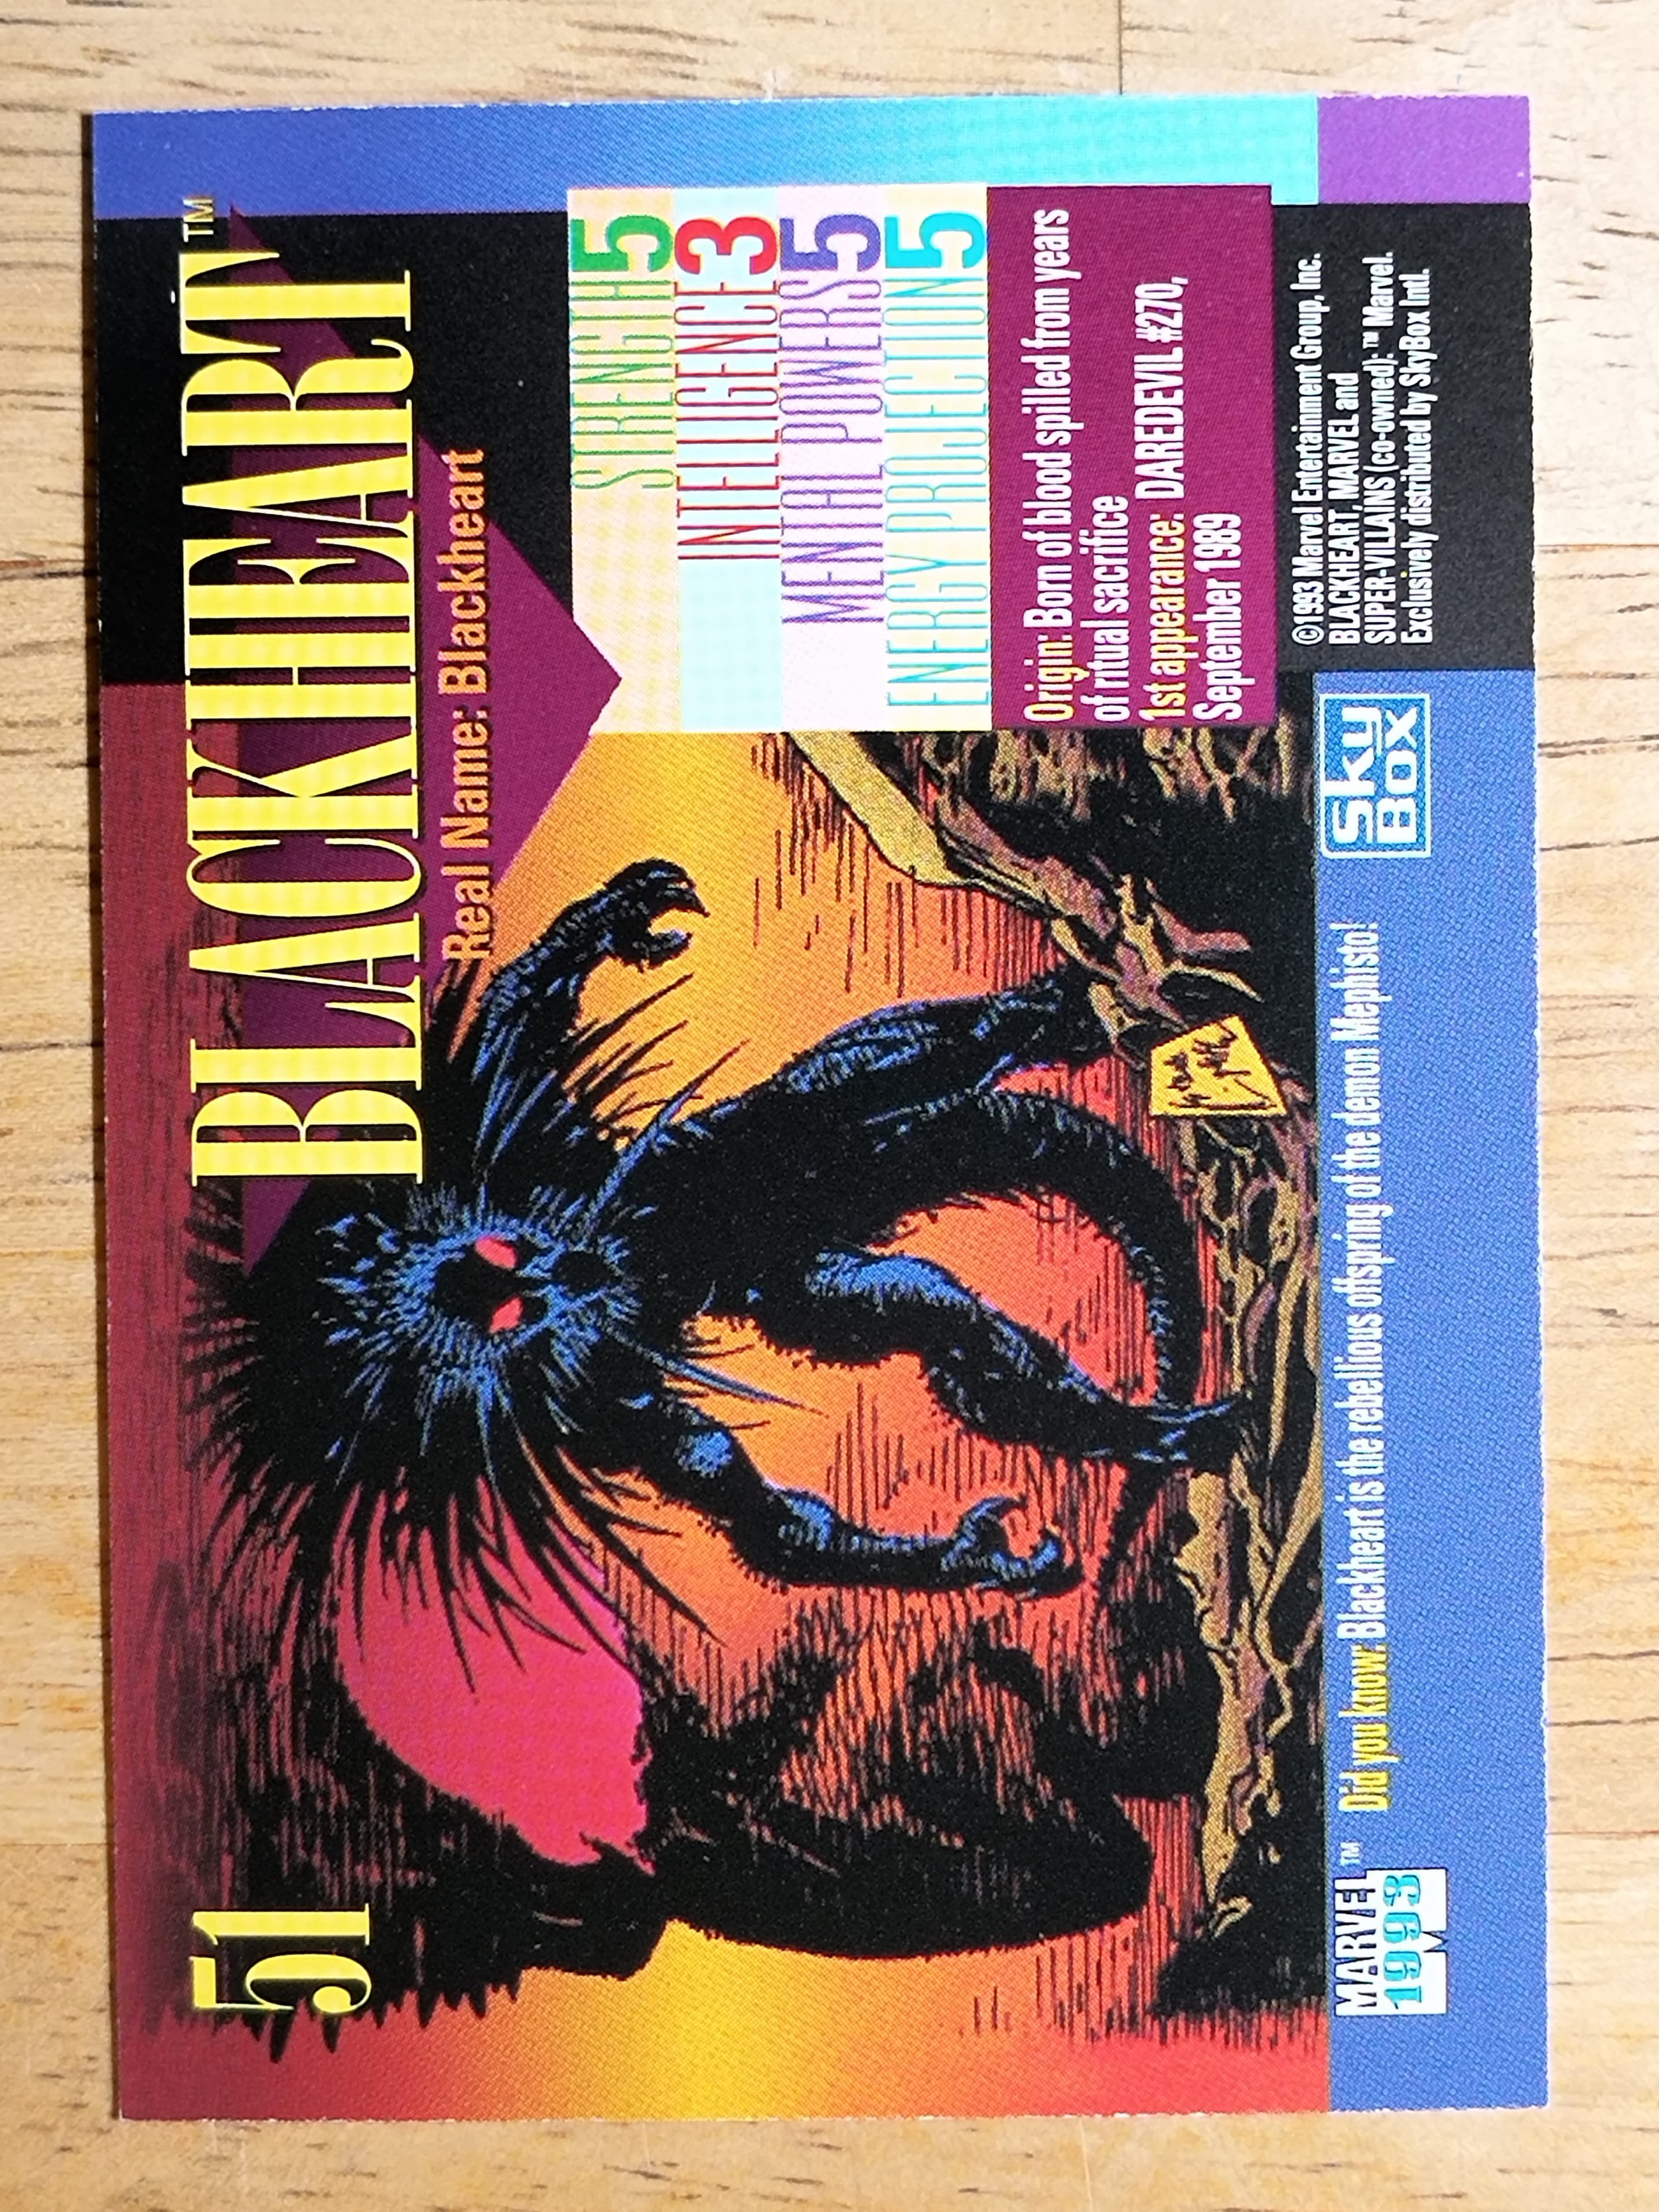 51
BLACKHEART™
Real Name: Blackheart
STRENGTH 5
INTELLIGENCE 3
MENTAL POWERS 5
ENERGY PROJECTION 5
Origin: Born of blood spilled from years
of ritual sacrifice
1st appearance: DAREDEVIL #270,
September 1989
MARVEL™
1993
Did you know: Blackheart is the rebellious offspring of the demon Mephisto!
Sky
Box
©1993 Marvel Entertainment Group, Inc.
BLACKHEART, MARVEL and
SUPER-VILLAINS (co-owned): ™ Marvel.
Exclusively distributed by SkyBox Intl.